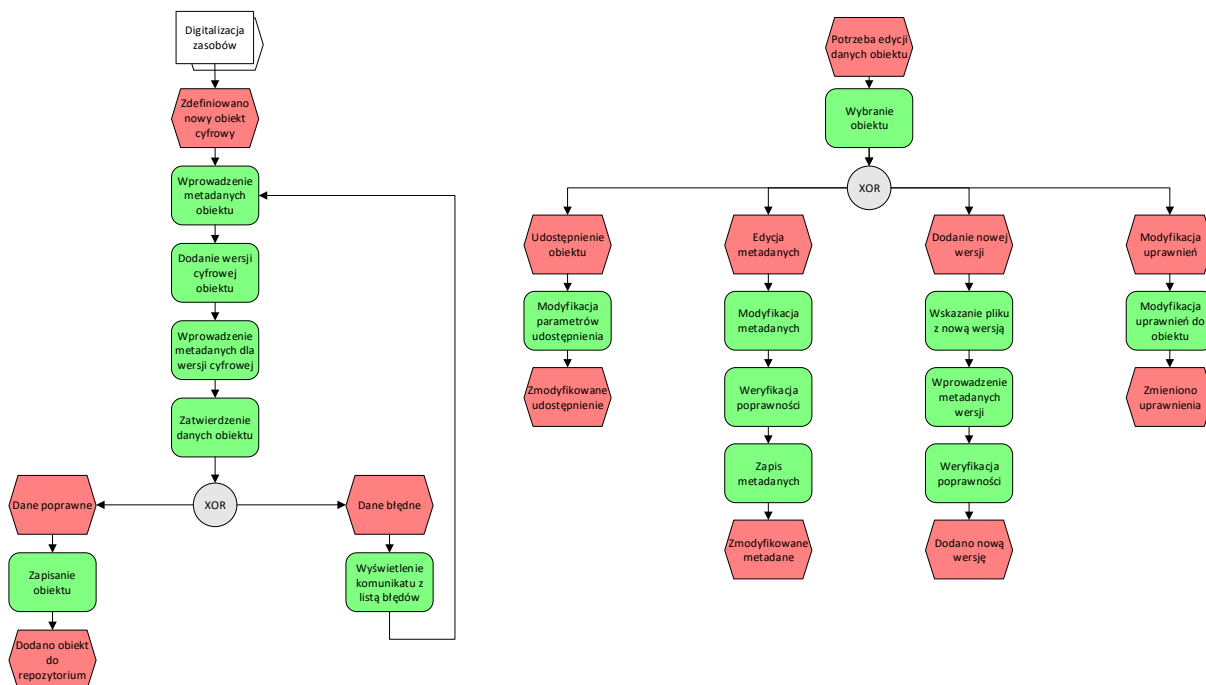 Digitalizacja
zasobów
Zdefiniowano
nowy obiekt
cyfrowy
Wprowadzenie
metadanych
obiektu
Dodanie wersji
cyfrowej
obiektu
Wprowadzenie
metadanych dla
wersji cyfrowej
Zatwierdzenie
danych obiektu
XOR
Dane poprawne
Dane błędne
Zapisanie
obiektu
Wyświetlenie
komunikatu z
listą błędów
Dodano obiekt
do
repozytorium
Potrzeba edycji
danych obiektu
Wybranie
obiektu
XOR
Udostępnienie
obiektu
Modyfikacja
parametrów
udostępnienia
Zmodyfikowane
udostępnienie
Edycja
metadanych
Modyfikacja
metadanych
Weryfikacja
poprawności
Zapis
metadanych
Zmodyfikowane
metadane
Dodanie nowej
wersji
Wskazanie pliku
z nową wersją
Wprowadzenie
metadanych
wersji
Weryfikacja
poprawności
Dodano nową
wersję
Modyfikacja
uprawnień
Modyfikacja
uprawnień do
obiektu
Zmieniono
uprawnienia